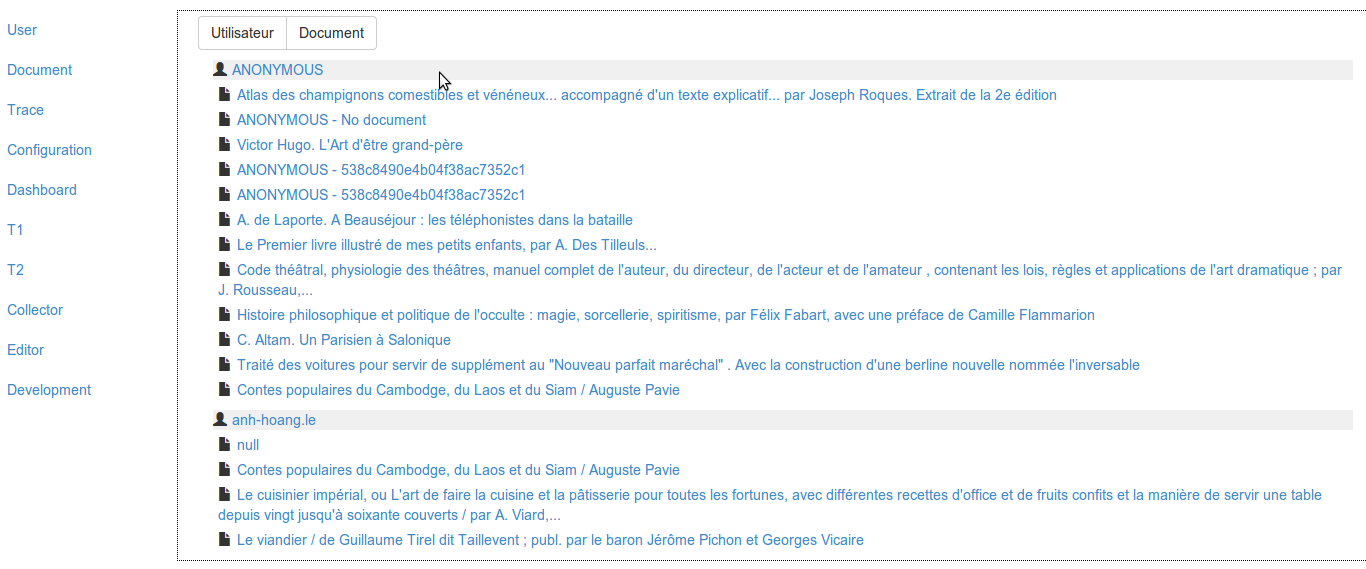 User
Document
Trace
Configuration
Dashboard
T1
T2
Collector
Editor
Development
Utilisateur Document
ANONYMOUS
Atlas des champignons comestibles et vénéneux... accompagné d'un texte explicatif... par Joseph Roques. Extrait de la 2e édition
ANONYMOUS - No document
Victor Hugo. L'Art d'être grand-père
ANONYMOUS - 538c8490e4b04f38ac7352c1
ANONYMOUS - 538c8490e4b04f38ac7352c1
A. de Laporte. A Beauséjour : les téléphonistes dans la bataille
Le Premier livre illustré de mes petits enfants, par A. Des Tilleuls...
Code théâtral, physiologie des théâtres, manuel complet de l'auteur, du directeur, de l'acteur et de l'amateur , contenant les lois, règles et applications de l'art dramatique ; par
J. Rousseau,...
Histoire philosophique et politique de l'occulte : magie, sorcellerie, spiritisme, par Félix Fabart, avec une préface de Camille Flammarion
C. Altam. Un Parisien à Salonique
Traité des voitures pour servir de supplément au "Nouveau parfait maréchal" . Avec la construction d'une berline nouvelle nommée l'inversable
Contes populaires du Cambodge, du Laos et du Siam / Auguste Pavie
anh-hoang.le
null
Contes populaires du Cambodge, du Laos et du Siam / Auguste Pavie
Le cuisinier impérial, ou L'art de faire la cuisine et la pâtisserie pour toutes les fortunes, avec différentes recettes d'office et de fruits confits et la manière de servir une table
depuis vingt jusqu'à soixante couverts / par A. Viard,...
Le viandier / de Guillaume Tirel dit Taillevent ; publ. par le baron Jérôme Pichon et Georges Vicaire